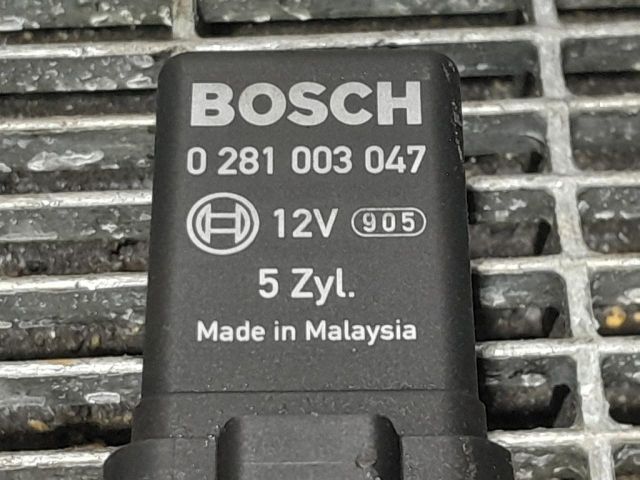 BOSCH
0 281 003 047
12V 905
5 Zyl.
Made in Malaysia